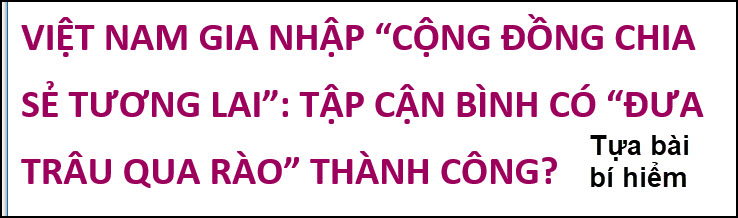 VIỆT NAM GIA NHẬP “CỘNG ĐỒNG CHIA
SẺ TƯƠNG LAI”: TẬP CẬN BÌNH CÓ “ĐƯA
TRÂU QUA RÀO” THÀNH CÔNG?
Tựa bài
bí hiểm